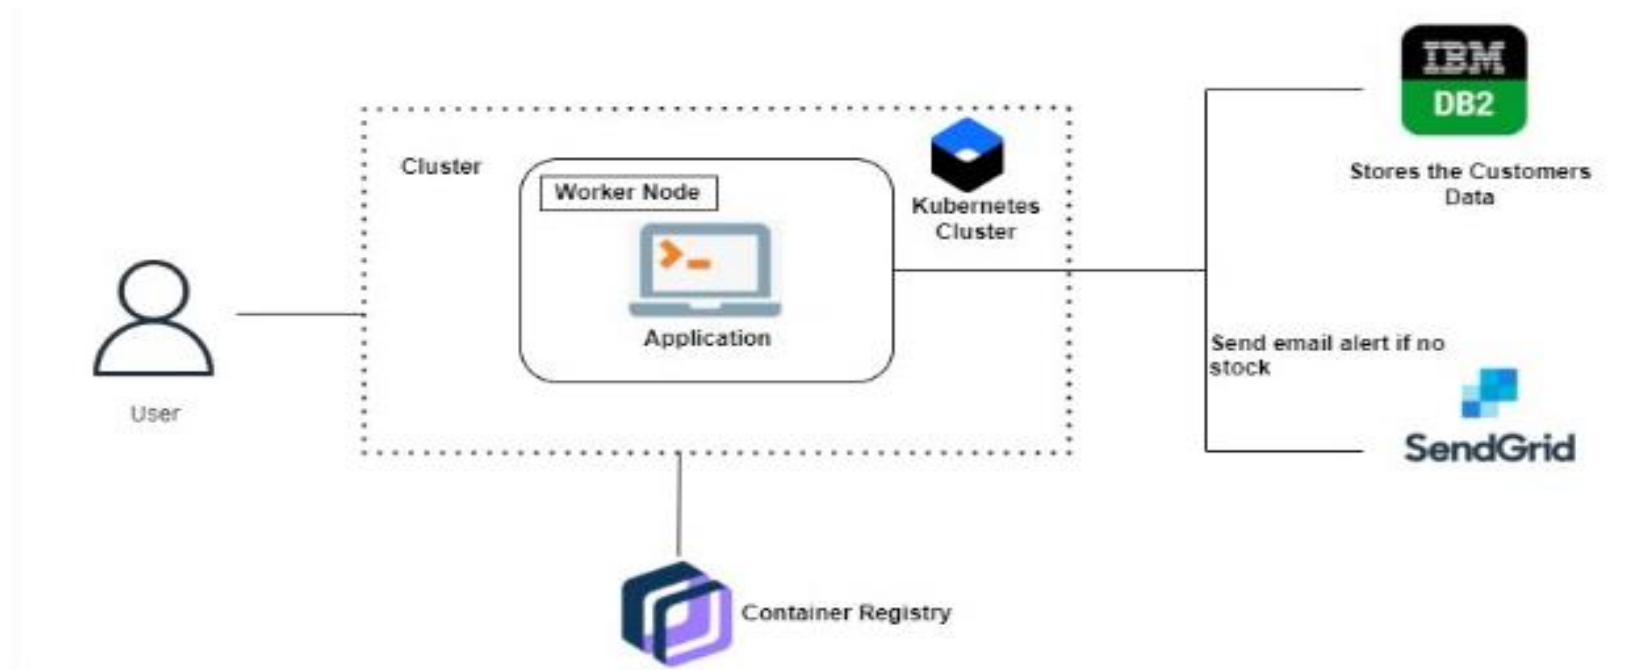 IBM
DB2
Stores the Customers
Data
Cluster
Worker Node
Kubernetes
Cluster
Application
User
Send email alert if no
stock
SendGrid
Container Registry